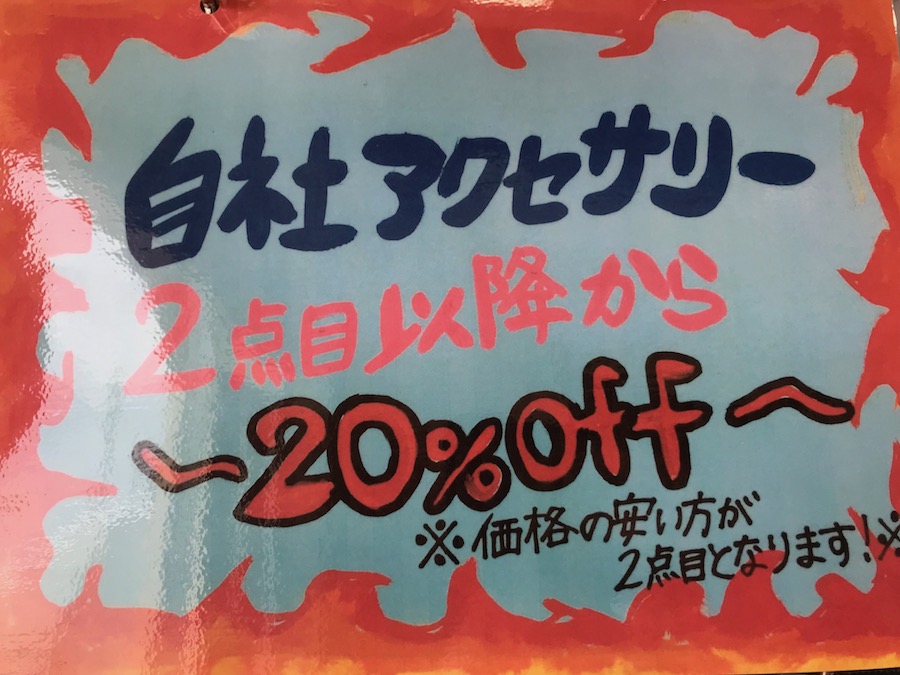 自社アクセサリー
2点目以降から
〜20%Off〜
※価格の安い方が
2点目となります!※